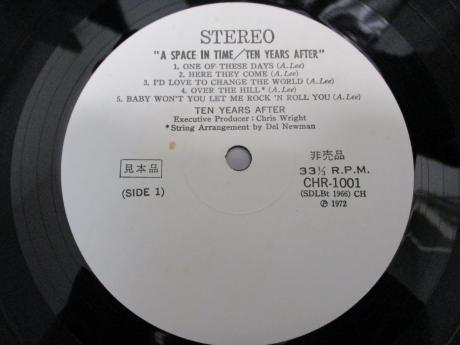 STEREO
"A SPACE IN TIME/TEN YEARS AFTER"
1. ONE OF THESE DAYS (A.Lee)
2. HERE THEY COME (A.Lee)
3. I'D LOVE TO CHANGE THE WORLD (A.Lee)
4. OVER THE HILL* (A.Lee)
5. BABY WON'T YOU LET ME ROCK 'N ROLL YOU (A.Lee)
TEN YEARS AFTER
Executive Producer : Chris Wright
*String Arrangement by Del Newman
見本品
非売品
(SIDE 1)
33⅓ R.P.M.
CHR-1001
(SDLBt 1966) CH
℗ 1972